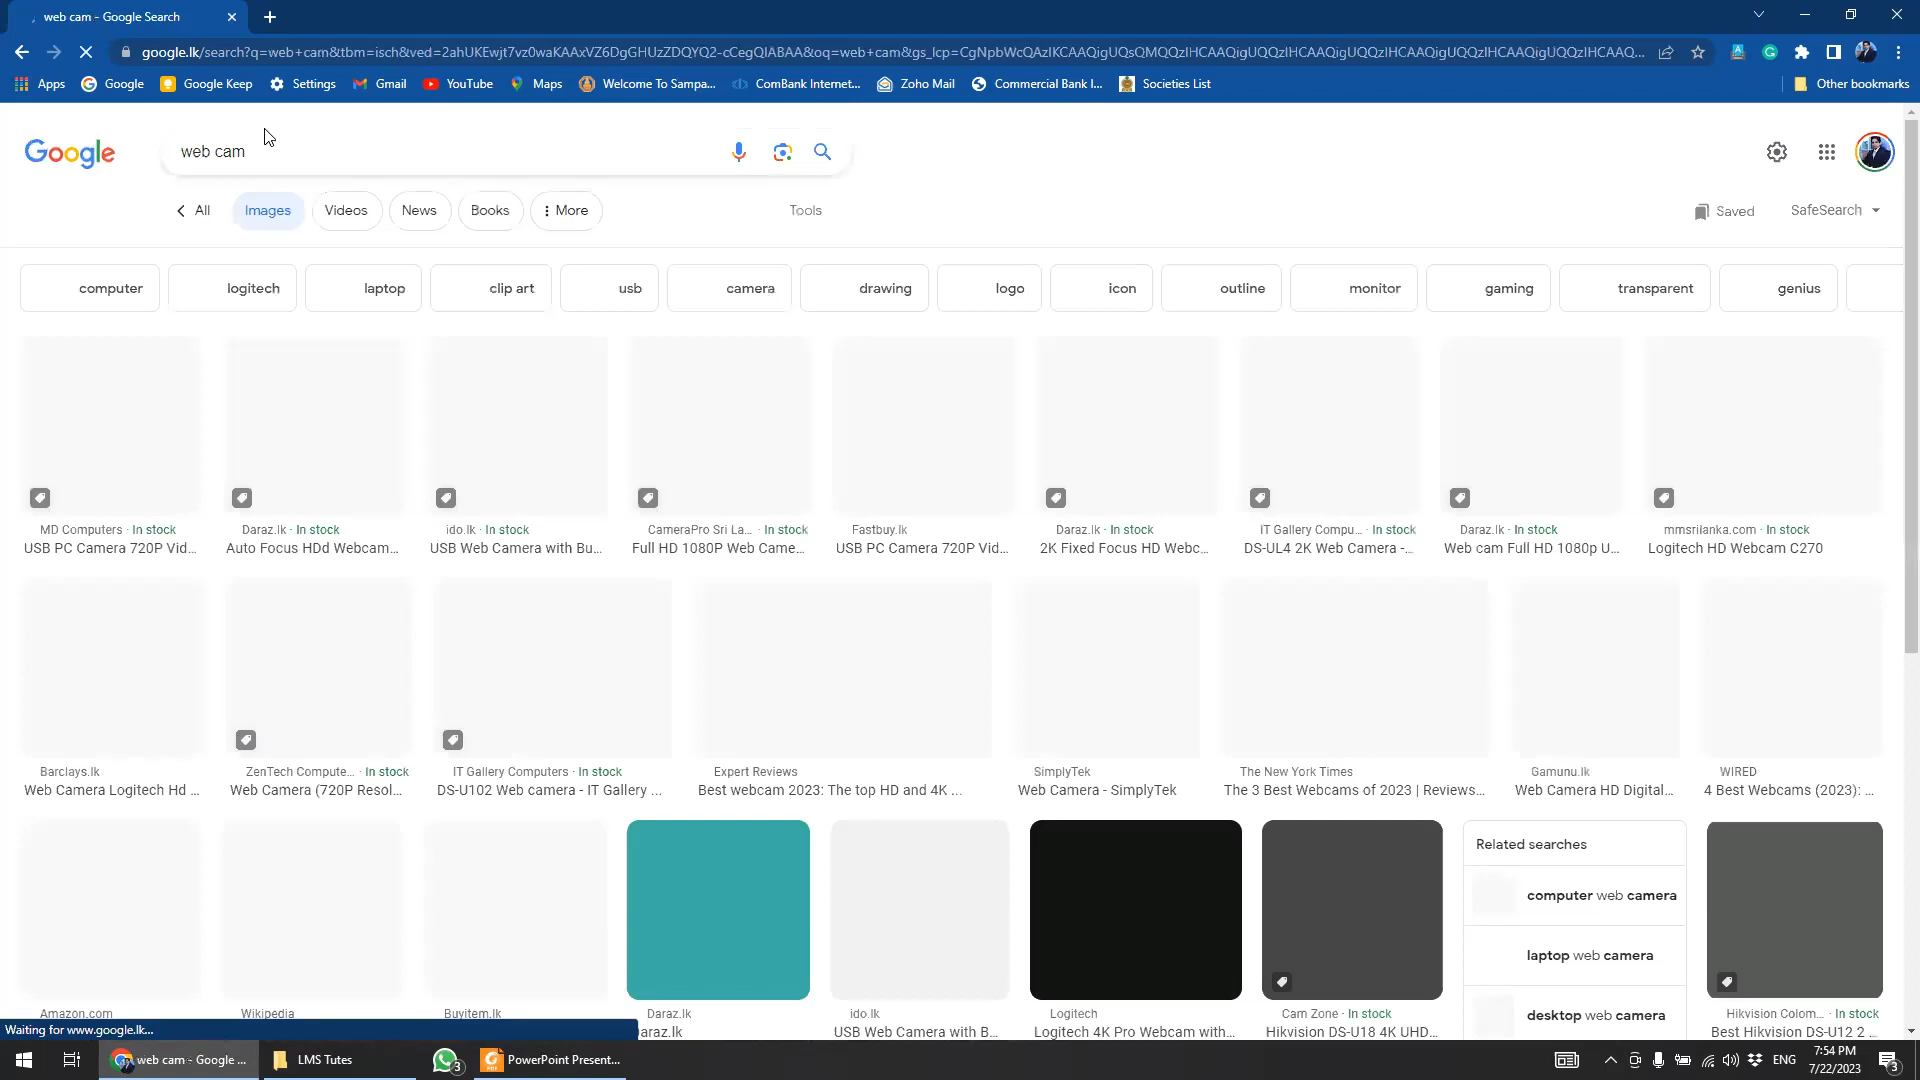 web cam - Google Search
google.lk/search?q=web+cam&tbm=isch&ved=2ahUKEwjt7vz0waKAAxVZ6DgGHUzZDQYQ2-cCegQIABAA&oq=web+cam&gs_lcp=CgNpbWcQAzIKCAAQigUQsQMQQzIHCAAQigUQQzIHCAAQigUQQzIHCAAQigUQQzIHCAAQigUQQzIHCAAQigUQQzIHCAAQ...
Apps Google Google Keep Settings Gmail YouTube Maps Welcome To Sampa... ComBank Internet... Zoho Mail Commercial Bank I... Societies List Other bookmarks
Google web cam
All Images Videos News Books More Tools Saved SafeSearch
computer logitech laptop clip art usb camera drawing logo icon outline monitor gaming transparent genius
MD Computers · In stock Daraz.lk · In stock ido.lk · In stock CameraPro Sri La... · In stock Fastbuy.lk Daraz.lk · In stock IT Gallery Compu... · In stock Daraz.lk · In stock mmsrilanka.com · In stock
USB PC Camera 720P Vid... Auto Focus HDd Webcam... USB Web Camera with Bu... Full HD 1080P Web Came... USB PC Camera 720P Vid... 2K Fixed Focus HD Webc... DS-UL4 2K Web Camera -... Web cam Full HD 1080p U... Logitech HD Webcam C270
Barclays.lk ZenTech Compute... · In stock IT Gallery Computers · In stock Expert Reviews SimplyTek The New York Times Gamunu.lk WIRED
Web Camera Logitech Hd ... Web Camera (720P Resol... DS-U102 Web camera - IT Gallery ... Best webcam 2023: The top HD and 4K ... Web Camera - SimplyTek The 3 Best Webcams of 2023 | Reviews... Web Camera HD Digital... 4 Best Webcams (2023): ...
Related searches
computer web camera
laptop web camera
desktop web camera
Amazon.com Wikipedia Buyitem.lk Daraz.lk ido.lk Logitech Cam Zone · In stock Hikvision Colom... · In stock
Waiting for www.google.lk... Daraz.lk USB Web Camera with B... Logitech 4K Pro Webcam with... Hikvision DS-U18 4K UHD... Best Hikvision DS-U12 2 ...
web cam - Google ... LMS Tutes 3 PowerPoint Present... ENG 7:54 PM
7/22/2023 3